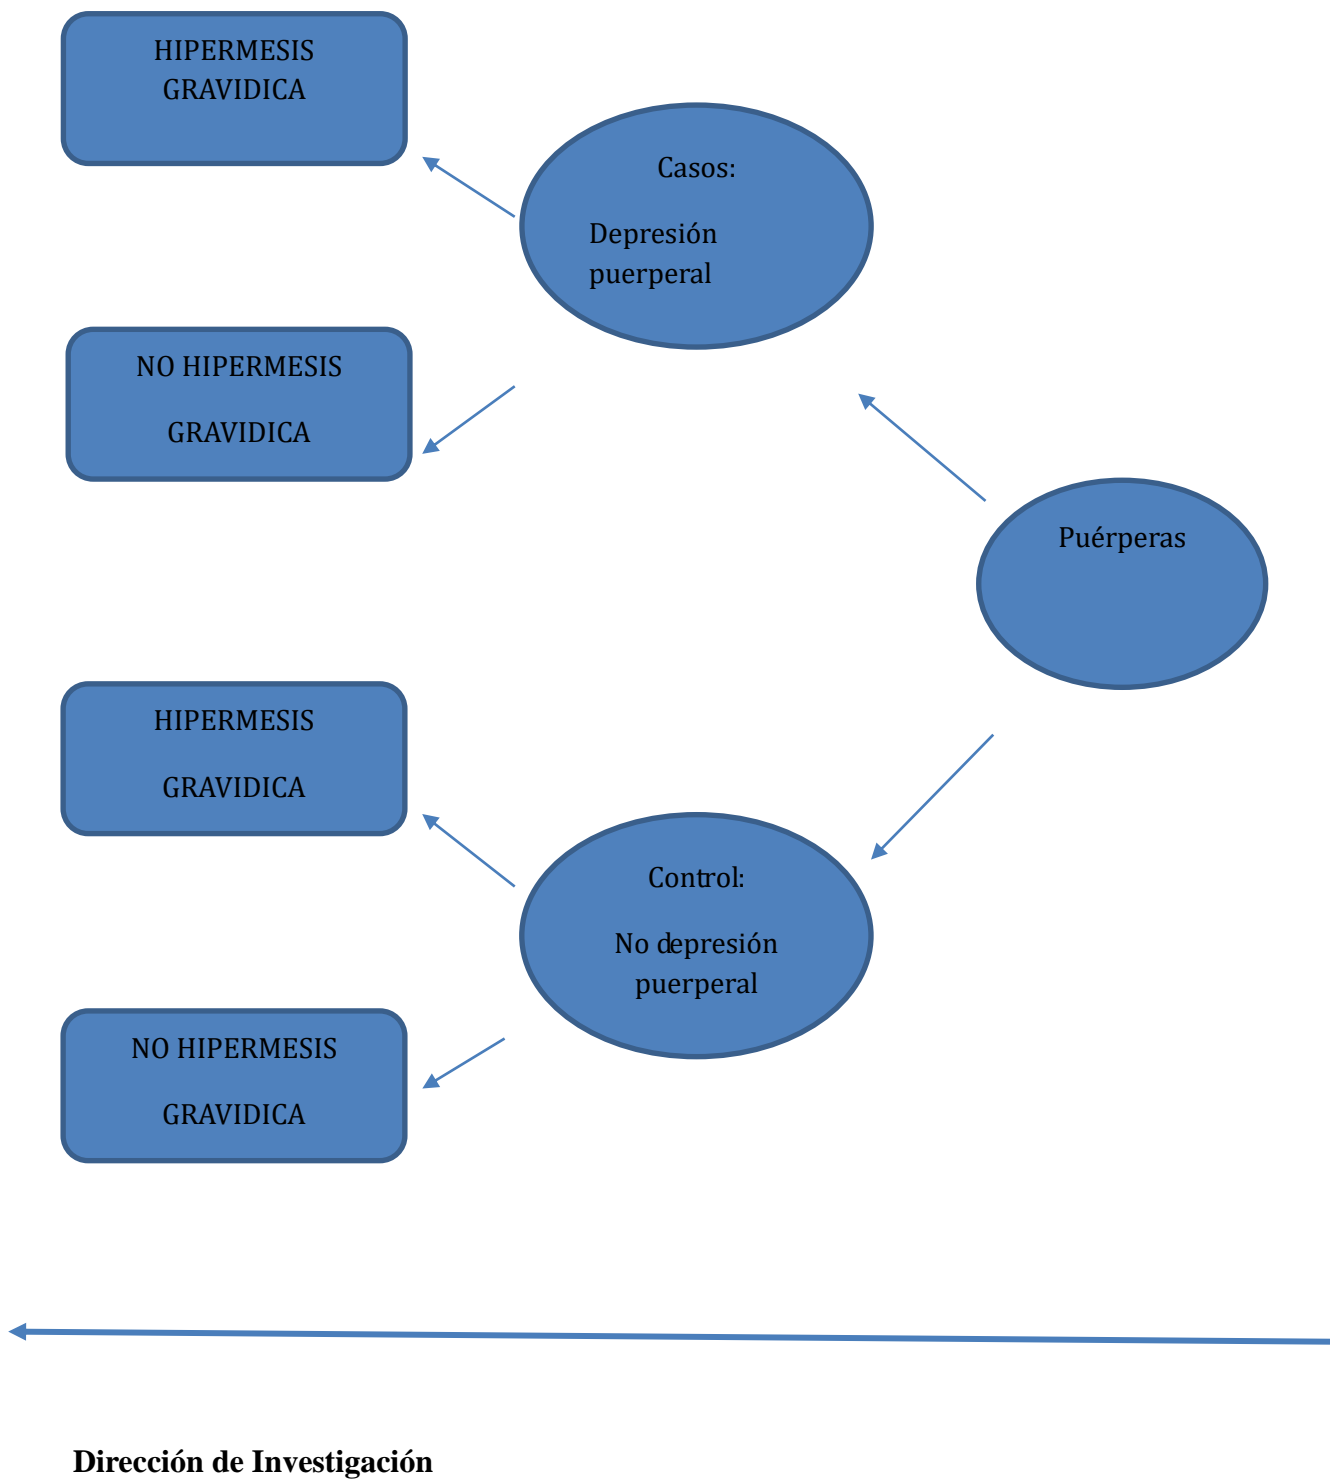 HIPERMESIS
GRAVIDICA
Casos:
Depresión
puerperal
NO HIPERMESIS
GRAVIDICA
Puérperas
HIPERMESIS
GRAVIDICA
Control:
No depresión
puerperal
NO HIPERMESIS
GRAVIDICA
Dirección de Investigación